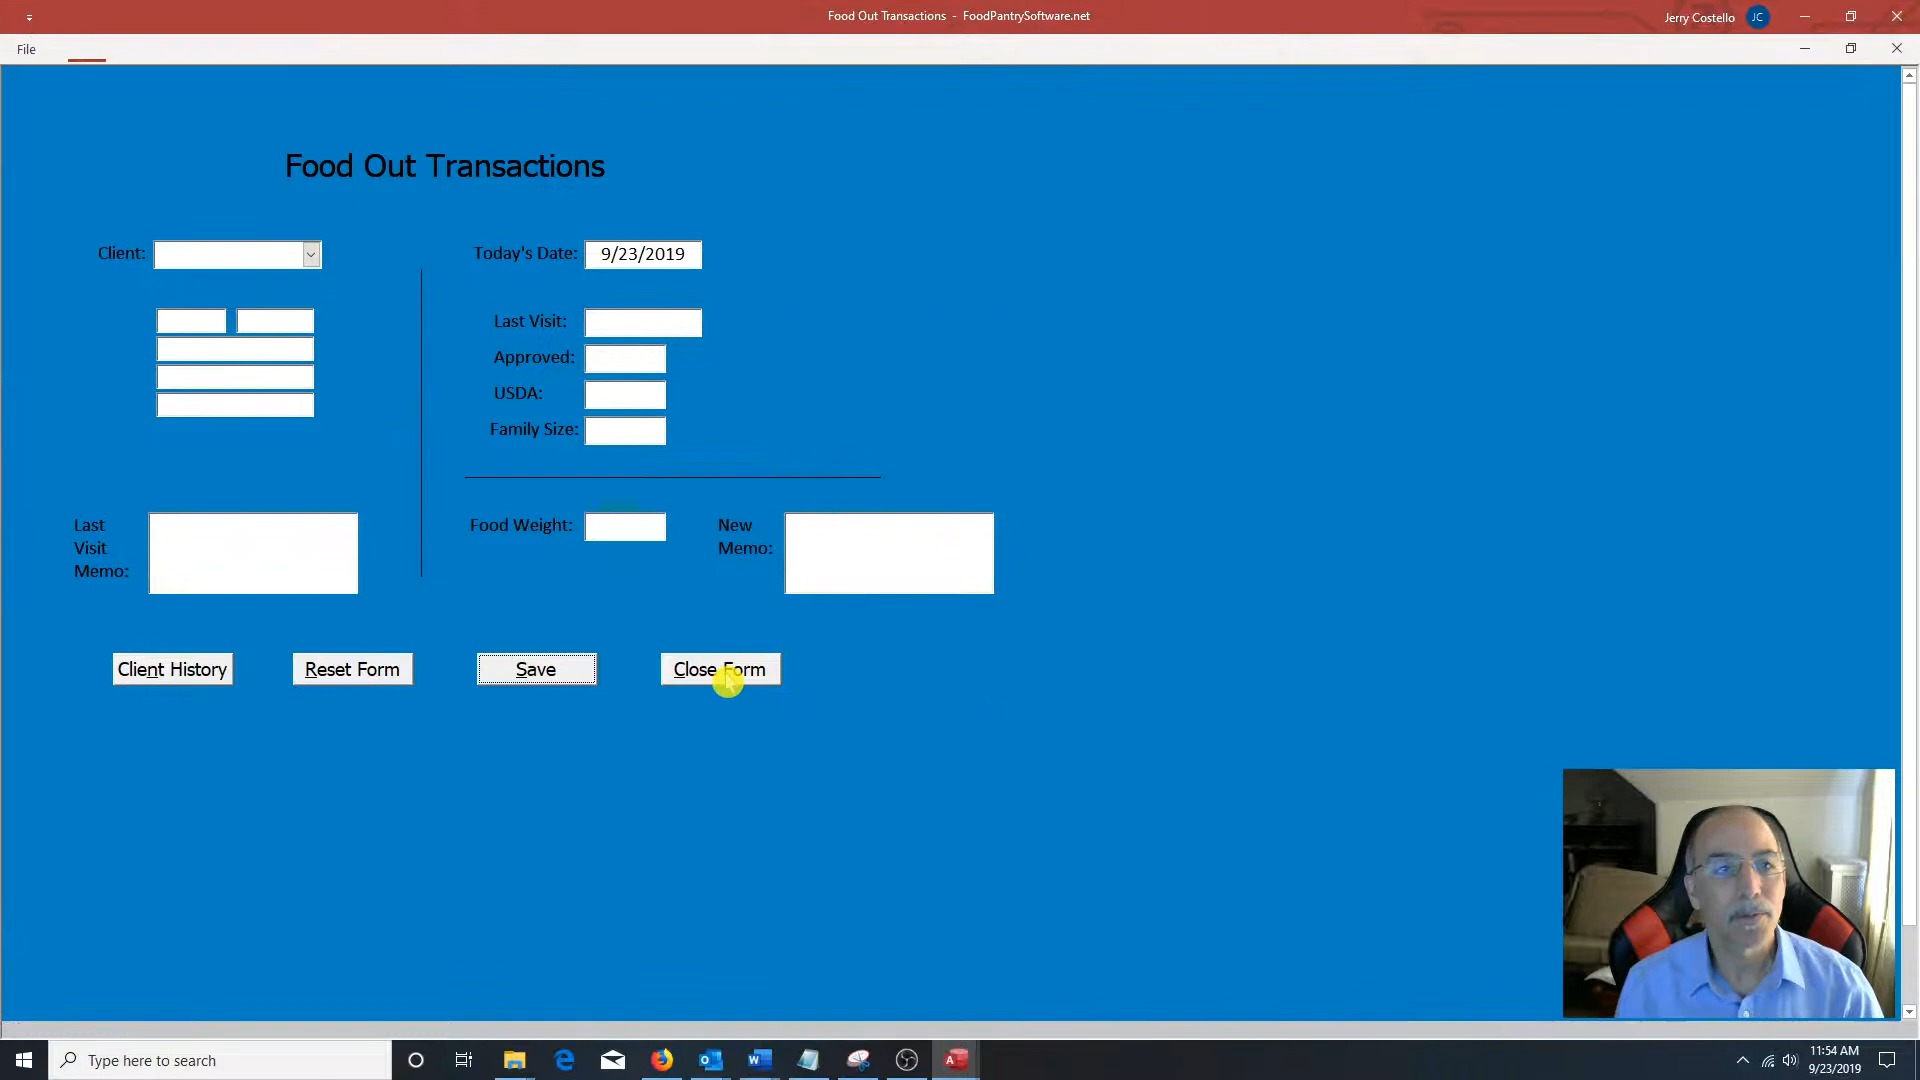 Food Out Transactions - FoodPantrySoftware.net
Jerry Costello JC
File
Food Out Transactions
Client:
Today's Date: 9/23/2019
Last Visit:
Approved:
USDA:
Family Size:
Last
Visit
Memo:
Food Weight:
New
Memo:
Client History
Reset Form
Save
Close Form
Type here to search
11:54 AM
9/23/2019